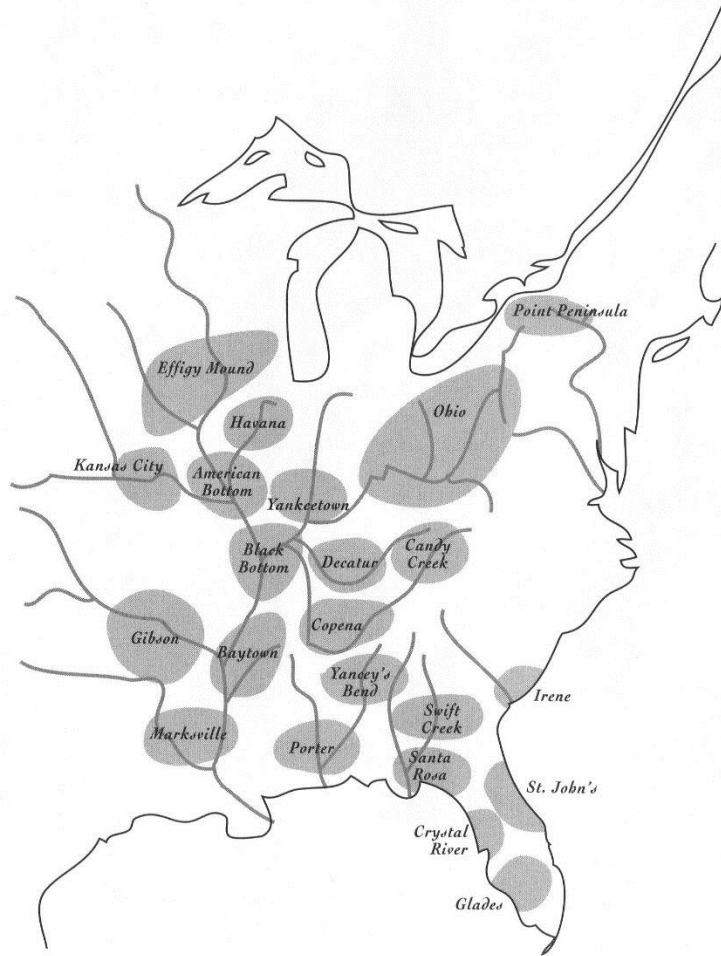 Point Peninsula
Effigy Mound
Ohio
Havana
Kansas City
American
Bottom
Yankeetown
Black
Bottom
Decatur
Candy
Creek
Gibson
Baytown
Copena
Yancey's
Bend
Irene
Marksville
Porter
Swift
Creek
Santa
Rosa
St. John's
Crystal
River
Glades